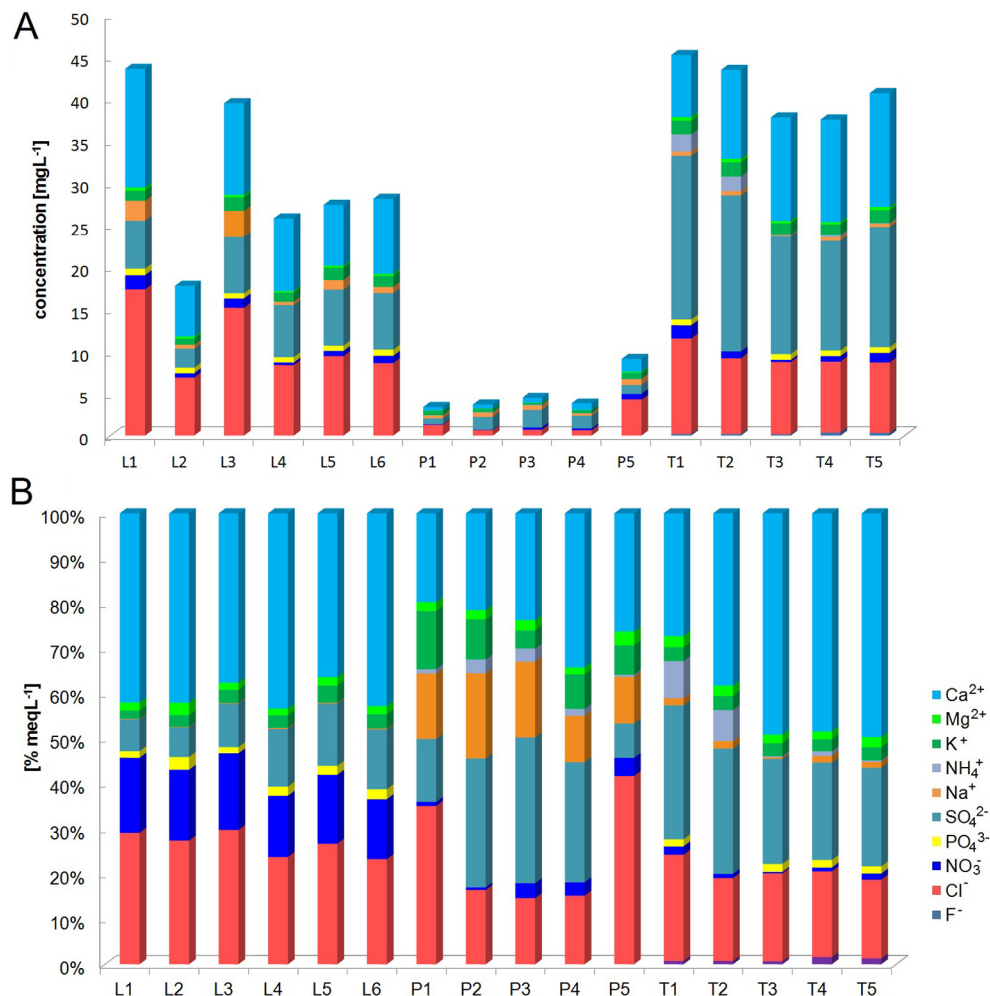 A
concentration [mgL⁻¹]
50
45
40
35
30
25
20
15
10
5
0
L1 L2 L3 L4 L5 L6 P1 P2 P3 P4 P5 T1 T2 T3 T4 T5
B
[% meqL⁻¹]
100%
90%
80%
70%
60%
50%
40%
30%
20%
10%
0%
L1 L2 L3 L4 L5 L6 P1 P2 P3 P4 P5 T1 T2 T3 T4 T5
Ca²⁺
Mg²⁺
K⁺
NH₄⁺
Na⁺
SO₄²⁻
PO₄³⁻
NO₃⁻
Cl⁻
F⁻